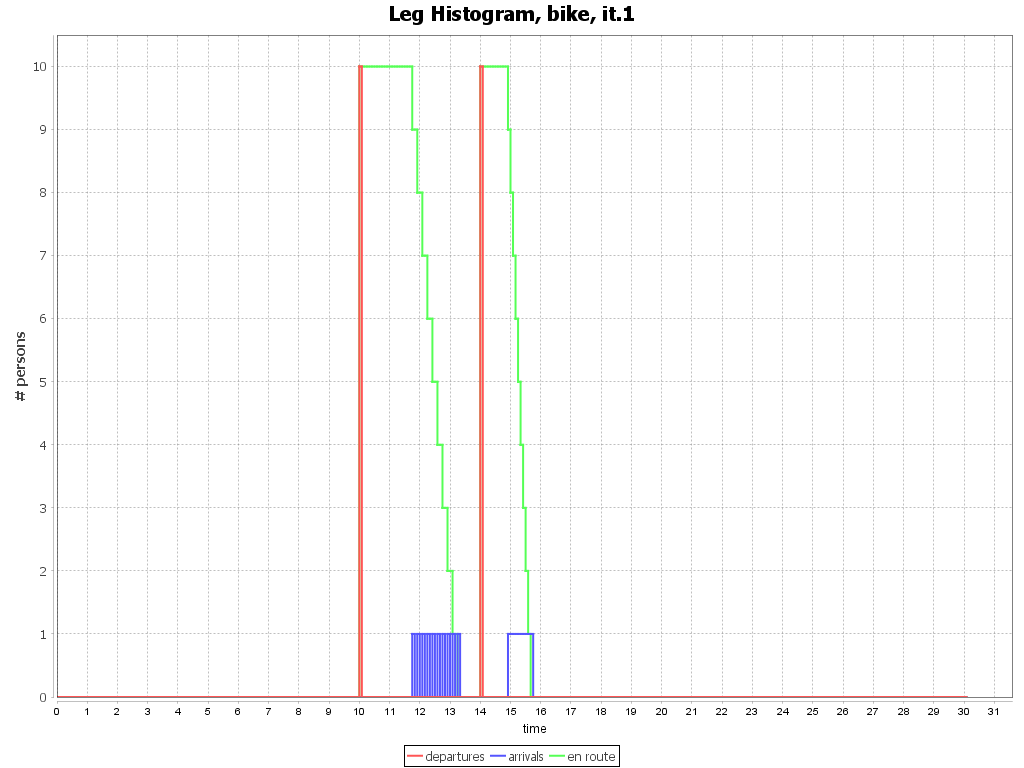 Leg Histogram, bike, it.1
# persons
10
9
8
7
6
5
4
3
2
1
0
0 1 2 3 4 5 6 7 8 9 10 11 12 13 14 15 16 17 18 19 20 21 22 23 24 25 26 27 28 29 30 31
time
departures arrivals en route